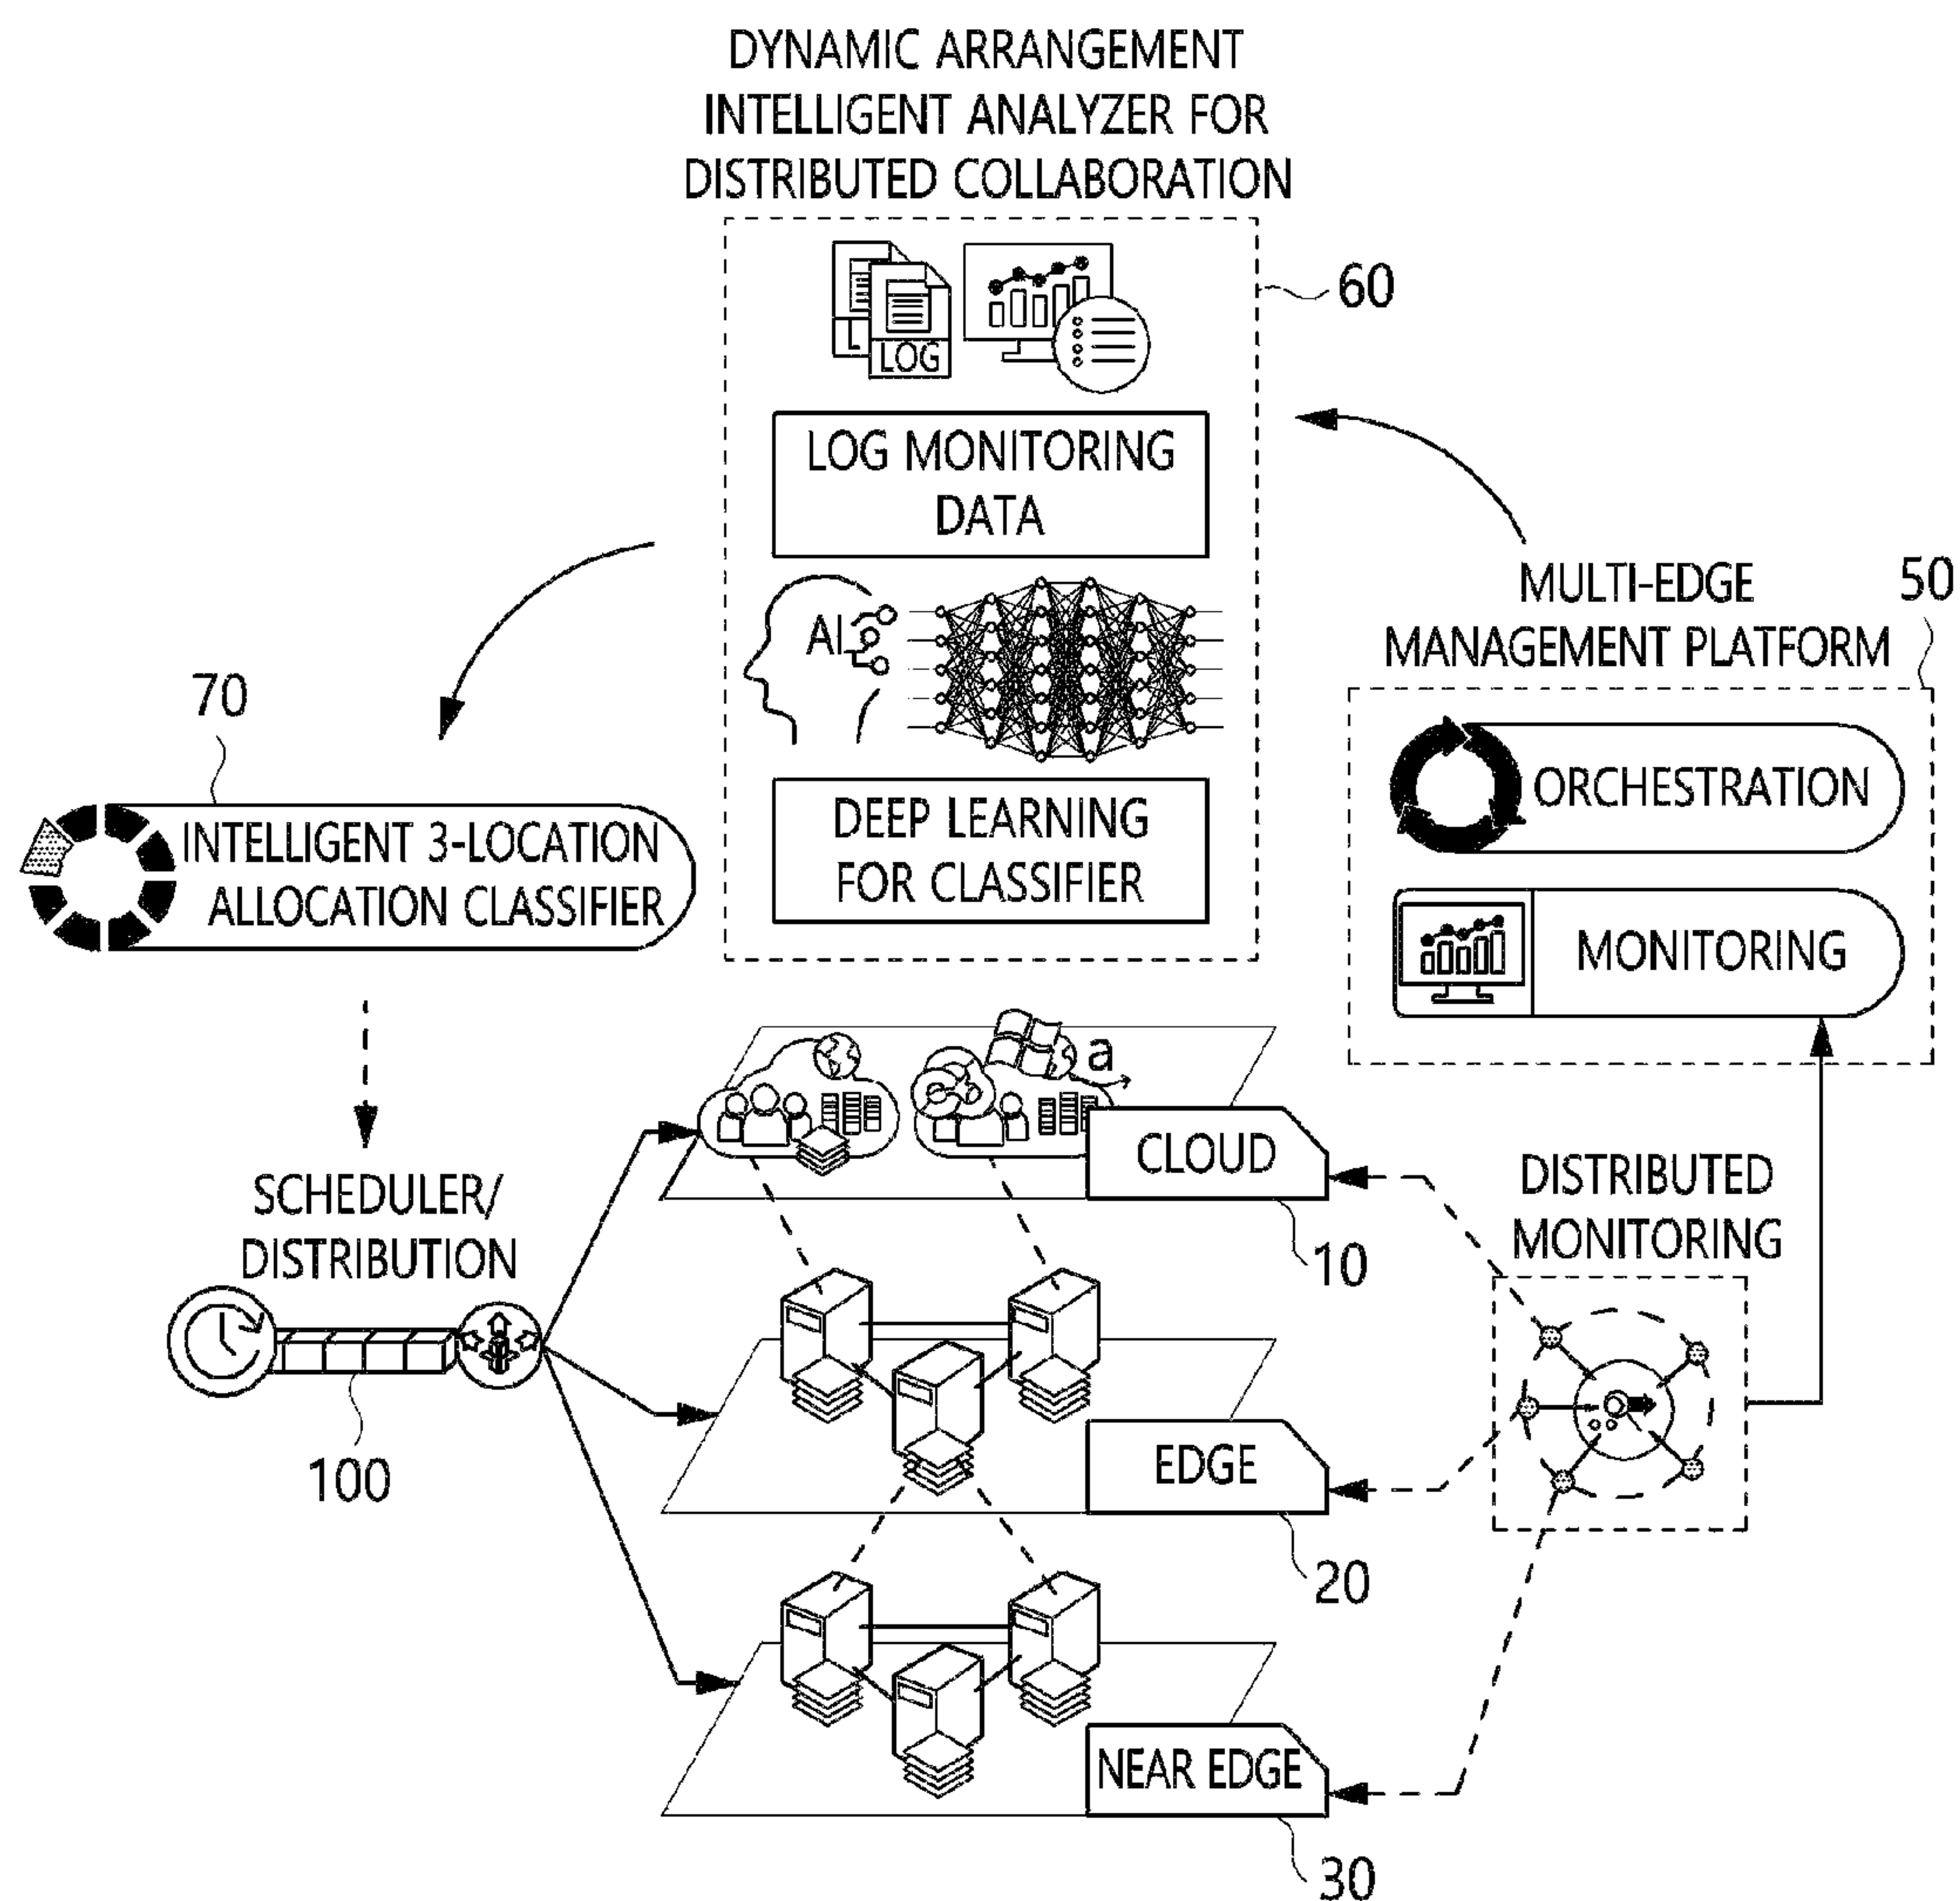 DYNAMIC ARRANGEMENT
INTELLIGENT ANALYZER FOR
DISTRIBUTED COLLABORATION
60
L
LOG
LOG MONITORING
DATA
AI
DEEP LEARNING
FOR CLASSIFIER
MULTI-EDGE
MANAGEMENT PLATFORM
50
ORCHESTRATION
MONITORING
70
INTELLIGENT 3-LOCATION
ALLOCATION CLASSIFIER
SCHEDULER/
DISTRIBUTION
100
a
CLOUD
10
EDGE
20
NEAR EDGE
30
DISTRIBUTED
MONITORING